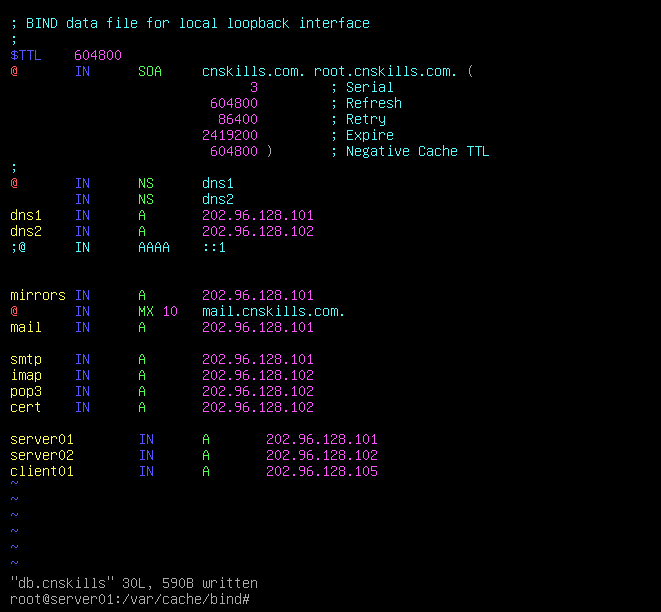 ; BIND data file for local loopback interface
;
$TTL    604800
@       IN      SOA     cnskills.com. root.cnskills.com. (
                              3         ; Serial
                         604800         ; Refresh
                          86400         ; Retry
                        2419200         ; Expire
                         604800 )       ; Negative Cache TTL
;
@       IN      NS      dns1
        IN      NS      dns2
dns1    IN      A       202.96.128.101
dns2    IN      A       202.96.128.102
;@      IN      AAAA    ::1
mirrors IN      A       202.96.128.101
@       IN      MX 10   mail.cnskills.com.
mail    IN      A       202.96.128.101
smtp    IN      A       202.96.128.101
imap    IN      A       202.96.128.102
pop3    IN      A       202.96.128.102
cert    IN      A       202.96.128.102
server01        IN      A       202.96.128.101
server02        IN      A       202.96.128.102
client01        IN      A       202.96.128.105
~
~
~
~
~
~
"db.cnskills" 30L, 590B written
root@server01:/var/cache/bind#